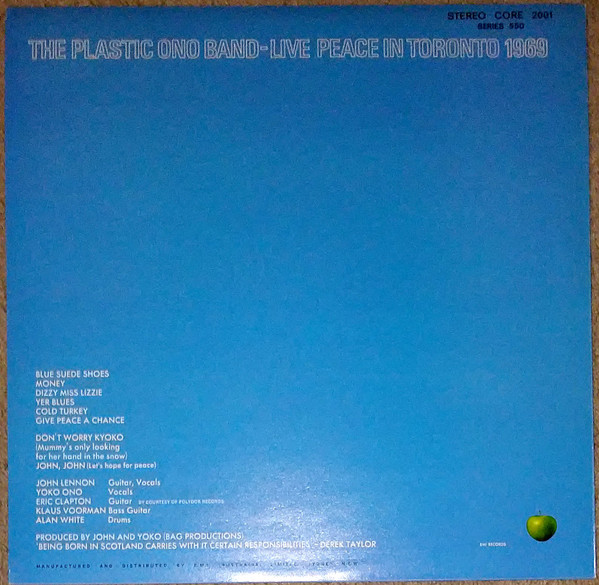 STEREO CORE 2001
SERIES 550
THE PLASTIC ONO BAND-LIVE PEACE IN TORONTO 1969
BLUE SUEDE SHOES
MONEY
DIZZY MISS LIZZIE
YER BLUES
COLD TURKEY
GIVE PEACE A CHANCE
DON'T WORRY KYOKO
(Mummy's only looking
for her hand in the snow)
JOHN, JOHN (Let's hope for peace)
JOHN LENNON Guitar, Vocals
YOKO ONO Vocals
ERIC CLAPTON Guitar BY COURTESY OF POLYDOR RECORDS
KLAUS VOORMAN Bass Guitar
ALAN WHITE Drums
PRODUCED BY JOHN AND YOKO (BAG PRODUCTIONS)
'BEING BORN IN SCOTLAND CARRIES WITH IT CERTAIN RESPONSIBILITIES' - DEREK TAYLOR
EMI RECORDS
MANUFACTURED AND DISTRIBUTED BY E.M.I. (AUSTRALIA) LIMITED